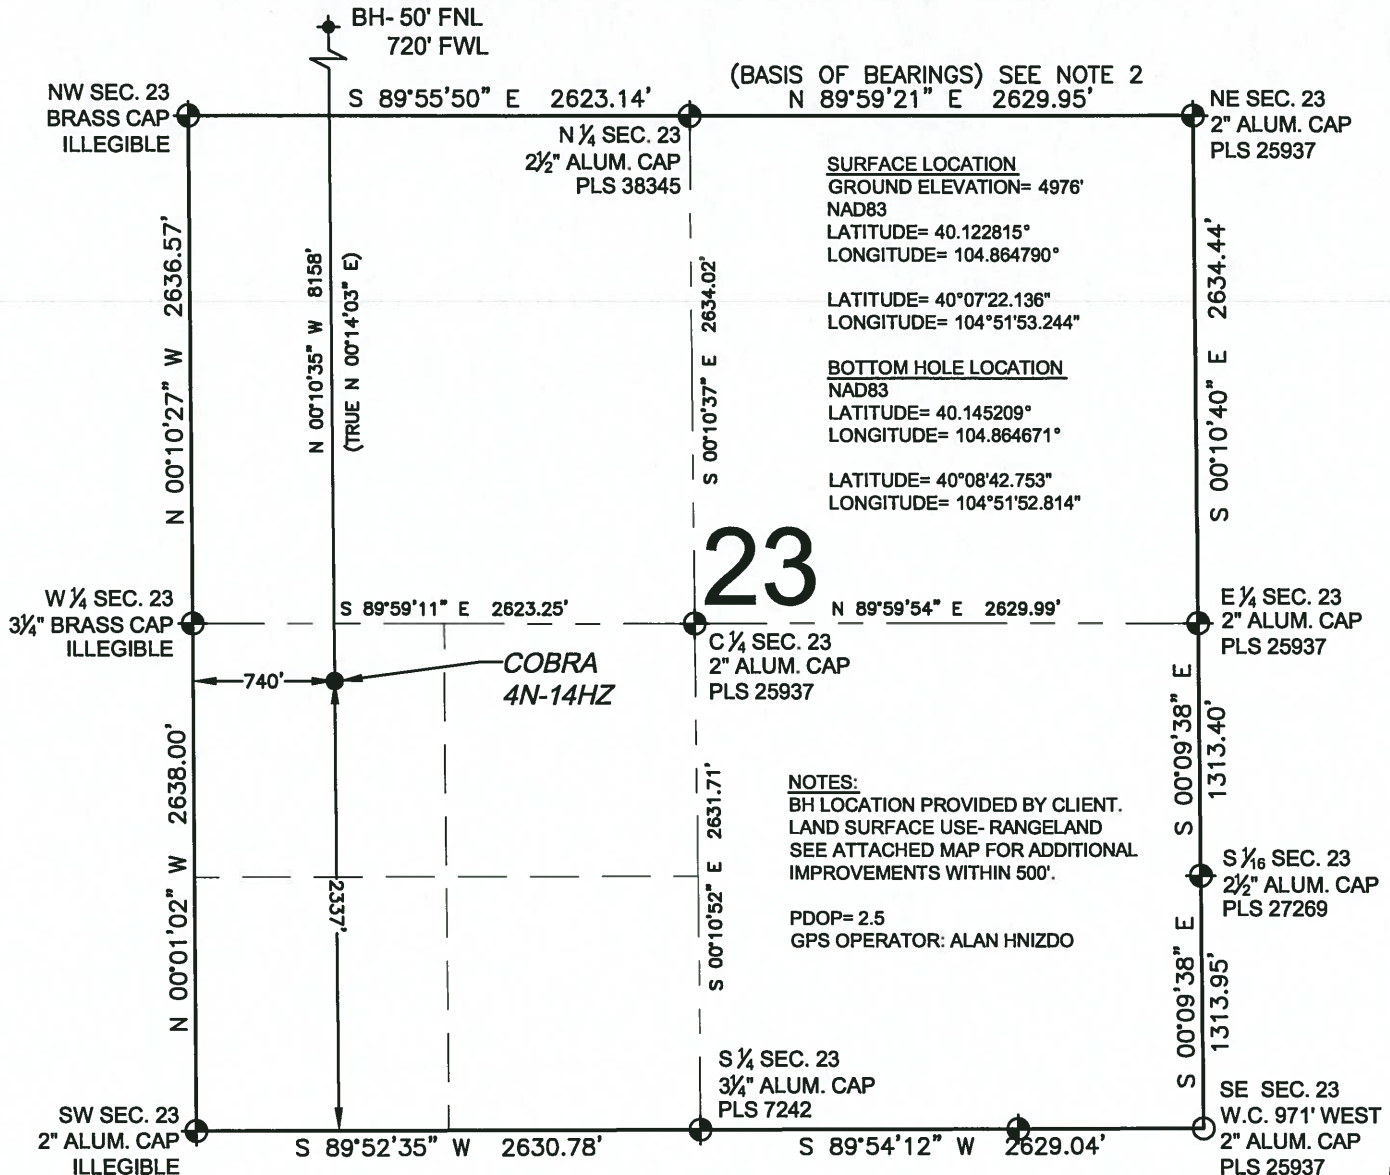 BH- 50' FNL
720' FWL
(BASIS OF BEARINGS) SEE NOTE 2
NW SEC. 23
BRASS CAP
ILLEGIBLE
S 89°55'50" E 2623.14'
N 89°59'21" E 2629.95'
NE SEC. 23
2" ALUM. CAP
PLS 25937
N ¼ SEC. 23
2½" ALUM. CAP
PLS 38345
SURFACE LOCATION
GROUND ELEVATION= 4976'
NAD83
LATITUDE= 40.122815°
LONGITUDE= 104.864790°
LATITUDE= 40°07'22.136"
LONGITUDE= 104°51'53.244"
BOTTOM HOLE LOCATION
NAD83
LATITUDE= 40.145209°
LONGITUDE= 104.864671°
LATITUDE= 40°08'42.753"
LONGITUDE= 104°51'52.814"
N 00°10'27" W 2636.57'
N 00°10'35" W 8158'
(TRUE N 00°14'03" E)
S 00°10'37" E 2634.02'
S 00°10'40" E 2634.44'
23
W ¼ SEC. 23
3¼" BRASS CAP
ILLEGIBLE
S 89°59'11" E 2623.25'
N 89°59'54" E 2629.99'
E ¼ SEC. 23
2" ALUM. CAP
PLS 25937
C ¼ SEC. 23
2" ALUM. CAP
PLS 25937
740'
COBRA
4N-14HZ
N 00°01'02" W 2638.00'
2337'
S 00°10'52" E 2631.71'
NOTES:
BH LOCATION PROVIDED BY CLIENT.
LAND SURFACE USE- RANGELAND
SEE ATTACHED MAP FOR ADDITIONAL
IMPROVEMENTS WITHIN 500'.
PDOP= 2.5
GPS OPERATOR: ALAN HNIZDO
S 00°09'38" E
1313.40'
S 1/16 SEC. 23
2½" ALUM. CAP
PLS 27269
S 00°09'38" E
1313.95'
S ¼ SEC. 23
3¼" ALUM. CAP
PLS 7242
SW SEC. 23
2" ALUM. CAP
ILLEGIBLE
S 89°52'35" W 2630.78'
S 89°54'12" W 2629.04'
SE SEC. 23
W.C. 971' WEST
2" ALUM. CAP
PLS 25937